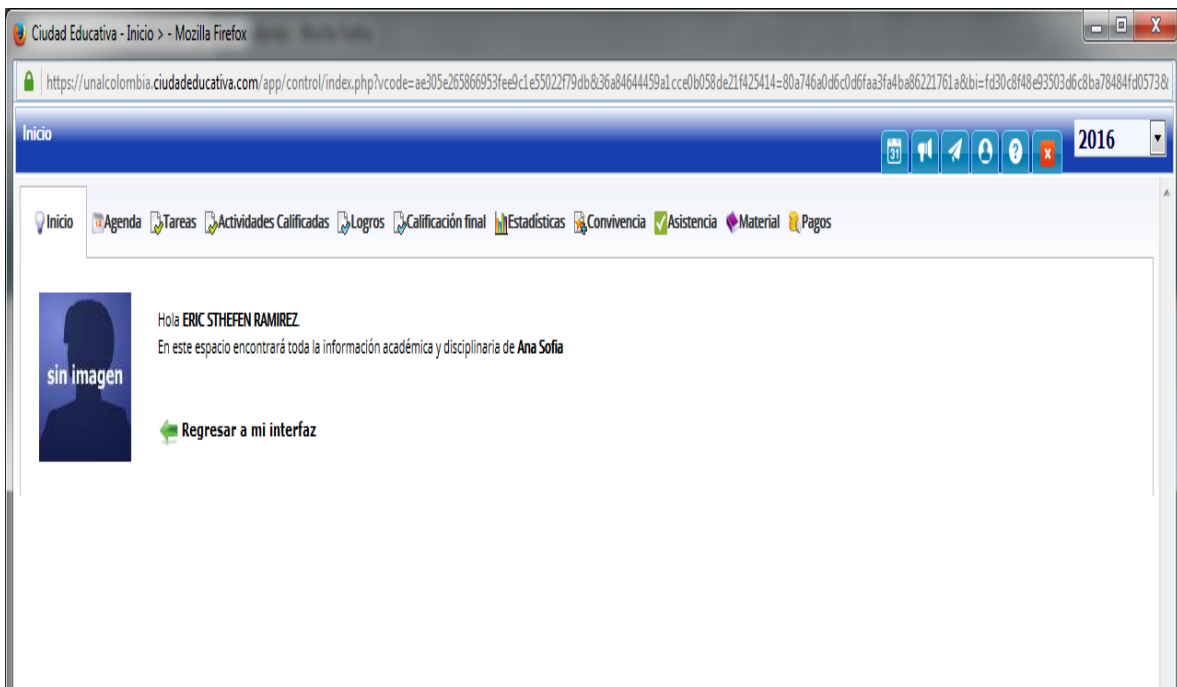 Ciudad Educativa - Inicio > - Mozilla Firefox
https://unalcolombia.ciudadeducativa.com/app/control/index.php?vcode=ae305e265866953fee9c1e55022f79db&36a84644459a1cce0b058de21f425414=80a746a0d6c0d6faa3fa4ba86221761a&bi=fd30c8f48e93503d6c8ba78484fd0573&
Inicio
31 ? x 2016
Inicio Agenda Tareas Actividades Calificadas Logros Calificación final Estadísticas Convivencia Asistencia Material Pagos
Hola ERIC STHEFEN RAMIREZ.
En este espacio encontrará toda la información académica y disciplinaria de Ana Sofia
sin imagen
Regresar a mi interfaz